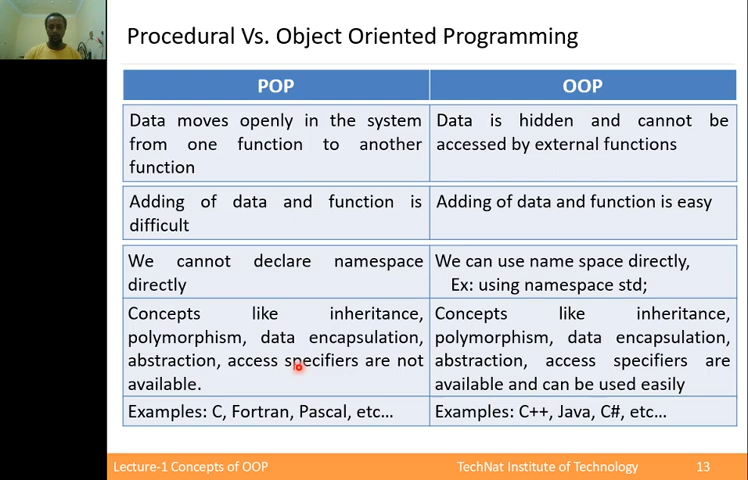 Procedural Vs. Object Oriented Programming
POP
OOP
Data moves openly in the system
from one function to another
function
Data is hidden and cannot be
accessed by external functions
Adding of data and function is
difficult
Adding of data and function is easy
We cannot declare namespace
directly
We can use name space directly,
Ex: using namespace std;
Concepts like inheritance,
polymorphism, data encapsulation,
abstraction, access specifiers are not
available.
Concepts like inheritance,
polymorphism, data encapsulation,
abstraction, access specifiers are
available and can be used easily
Examples: C, Fortran, Pascal, etc...
Examples: C++, Java, C#, etc...
Lecture-1 Concepts of OOP
TechNat Institute of Technology
13